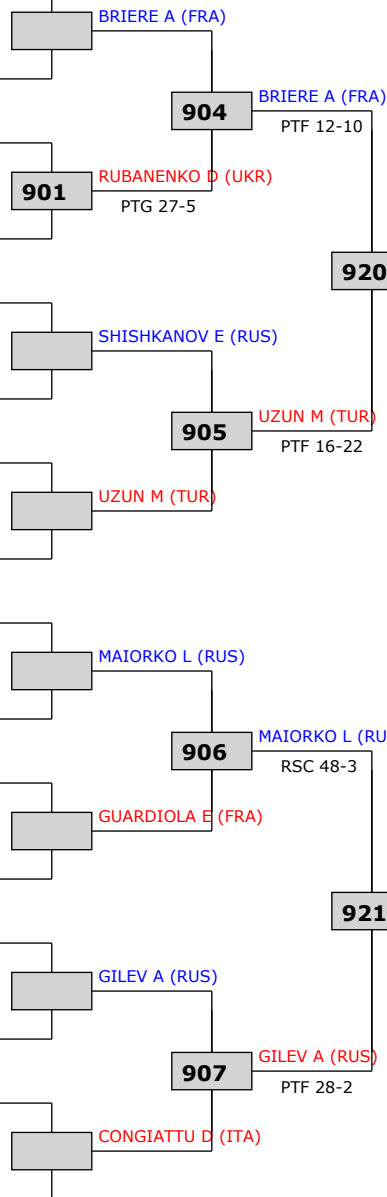 BRIERE A (FRA)
904
BRIERE A (FRA)
PTF 12-10
901
RUBANENKO D (UKR)
PTG 27-5
920
SHISHKANOV E (RUS)
905
UZUN M (TUR)
PTF 16-22
UZUN M (TUR)
MAIORKO L (RUS)
906
MAIORKO L (RU
RSC 48-3
GUARDIOLA E (FRA)
921
GILEV A (RUS)
907
GILEV A (RUS)
PTF 28-2
CONGIATTU D (ITA)